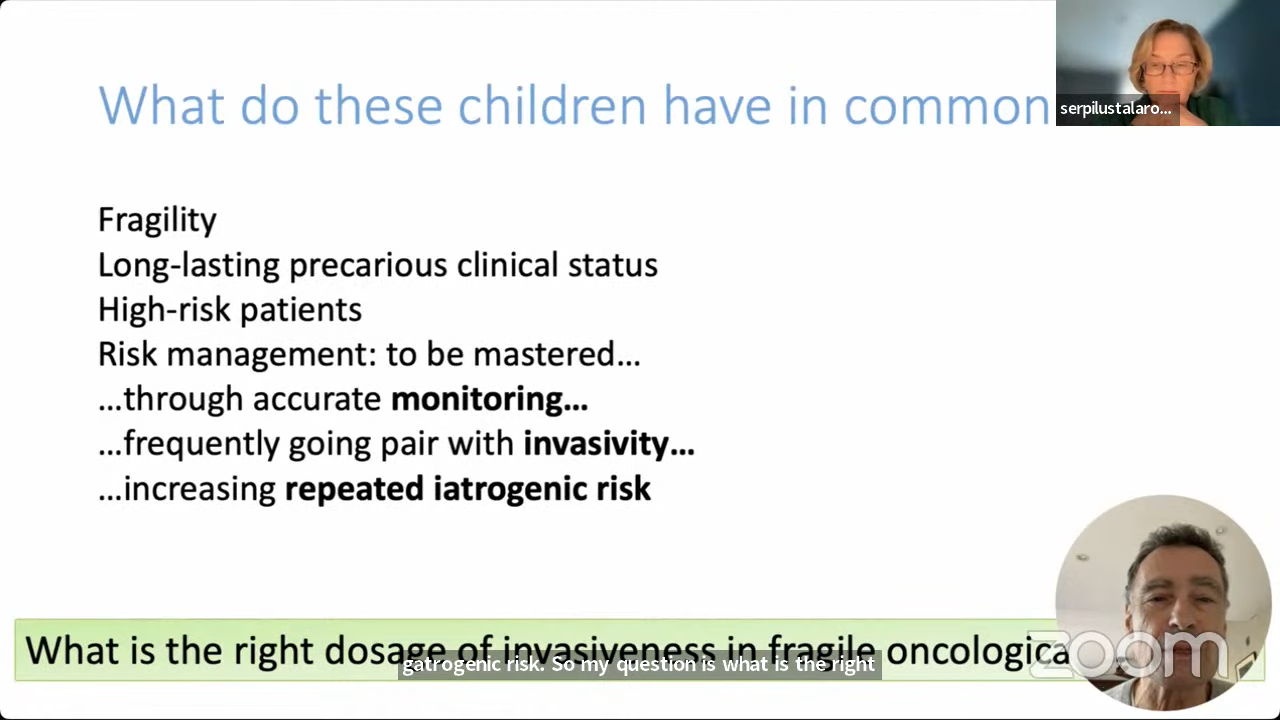 What do these children have in common
serpilustalaro...
Fragility
Long-lasting precarious clinical status
High-risk patients
Risk management: to be mastered...
...through accurate monitoring...
...frequently going pair with invasivity...
...increasing repeated iatrogenic risk
What is the right dosage of invasiveness in fragile oncologica
gatrogenic risk. So my question is what is the right
zoom